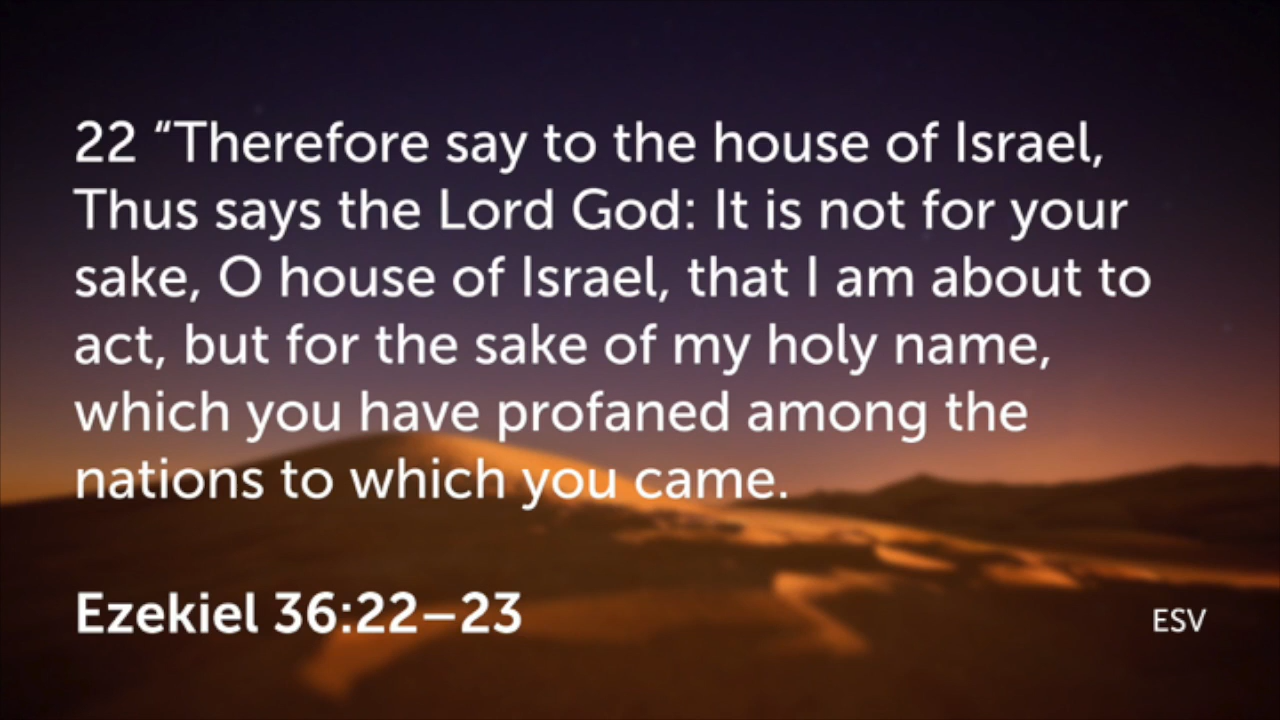 22 “Therefore say to the house of Israel,
Thus says the Lord God: It is not for your
sake, O house of Israel, that I am about to
act, but for the sake of my holy name,
which you have profaned among the
nations to which you came.
Ezekiel 36:22–23
ESV